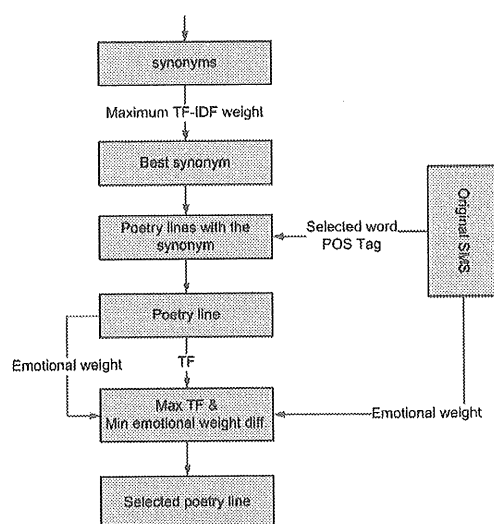 synonyms
Maximum TF-IDF weight
Best synonym
Poetry lines with the
synonym
Selected word
POS Tag
Original SMS
Poetry line
Emotional weight
TF
Max TF &
Min emotional weight diff.
Emotional weight
Selected poetry line